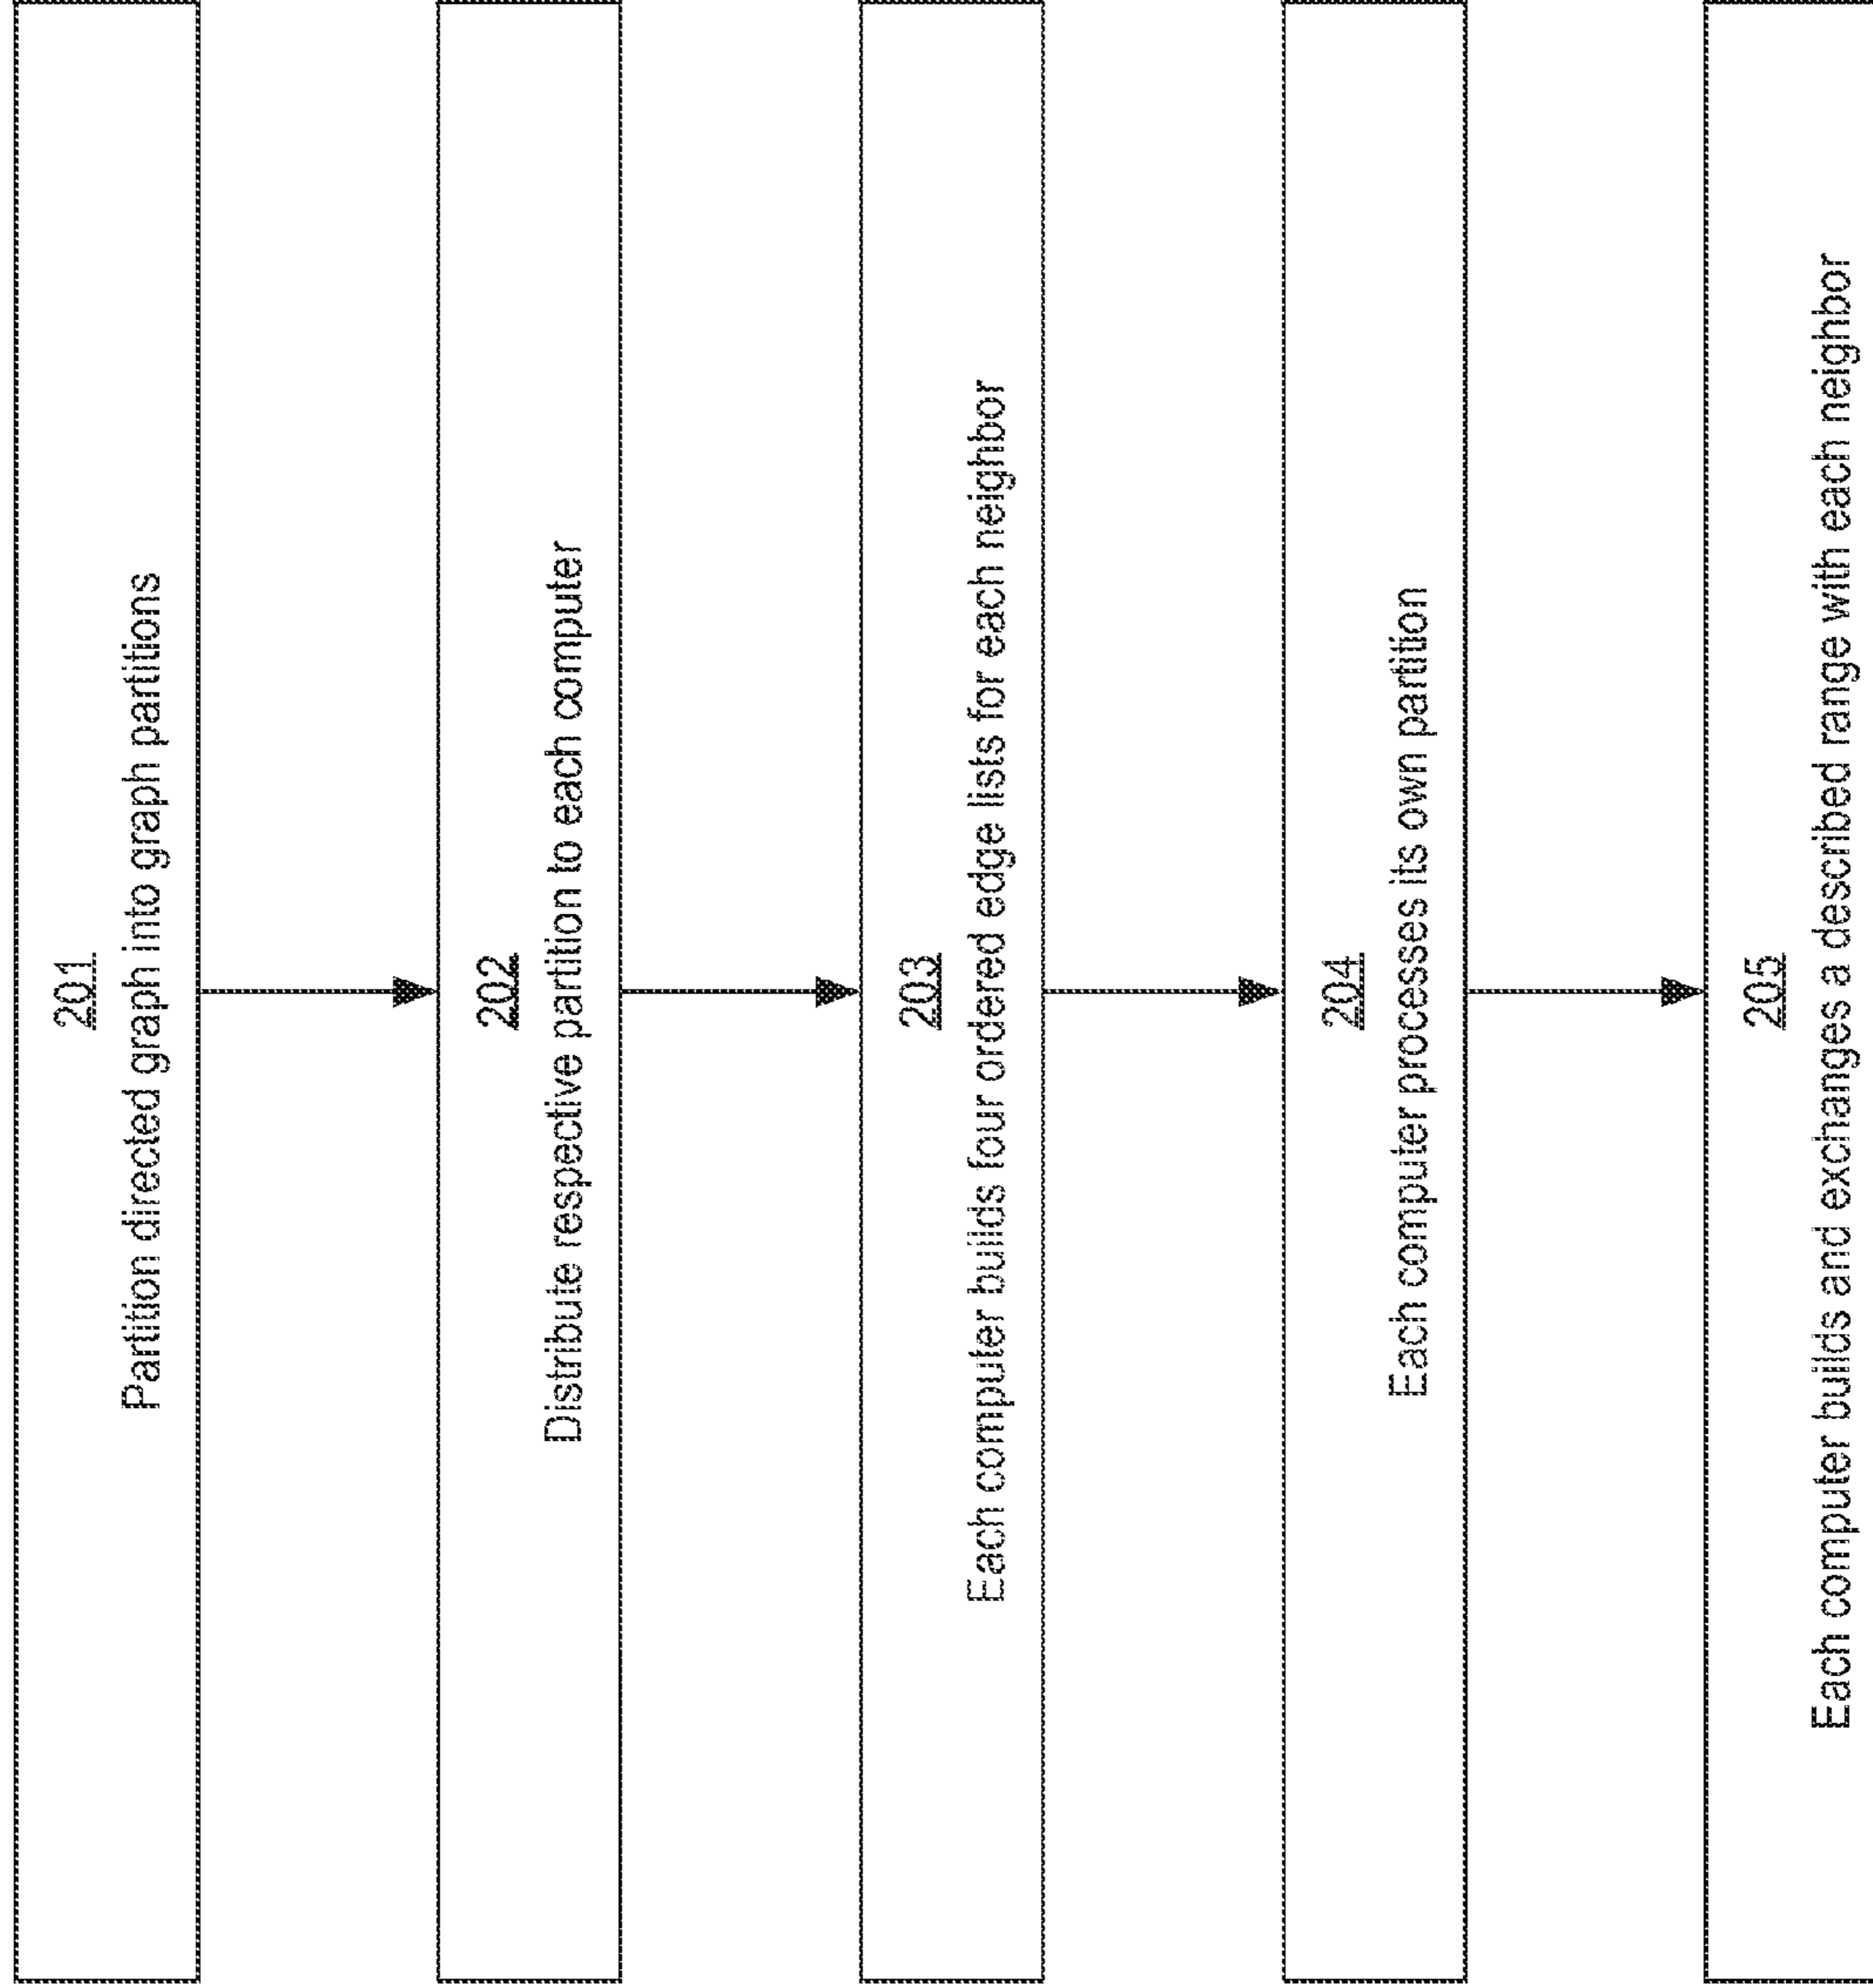 201
Partition directed graph into graph partitions
202
Distribute respective partition to each computer
203
Each computer builds four ordered edge lists for each neighbor
204
Each computer processes its own partition
205
Each computer builds and exchanges a described range with each neighbor